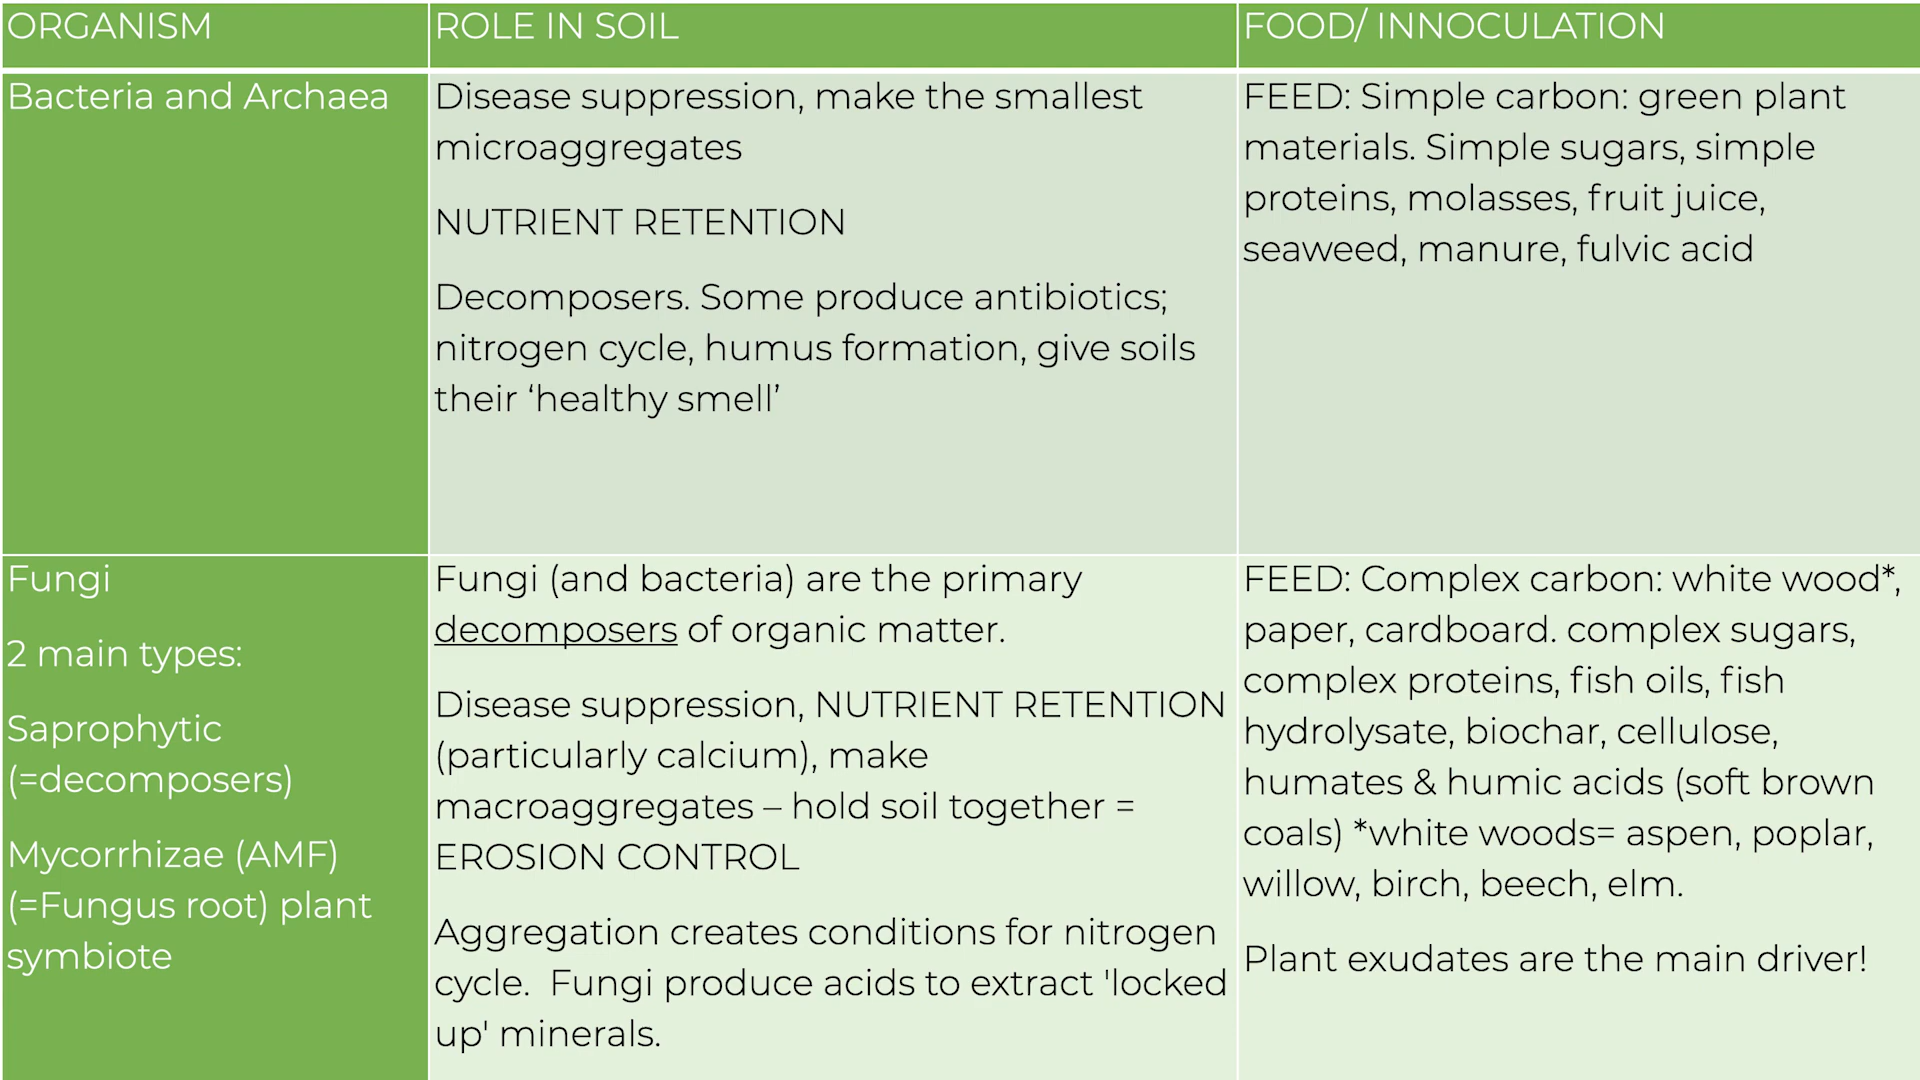 ORGANISM
ROLE IN SOIL
FOOD/ INNOCULATION
Bacteria and Archaea
Disease suppression, make the smallest
microaggregates
NUTRIENT RETENTION
Decomposers. Some produce antibiotics;
nitrogen cycle, humus formation, give soils
their ‘healthy smell’
FEED: Simple carbon: green plant
materials. Simple sugars, simple
proteins, molasses, fruit juice,
seaweed, manure, fulvic acid
Fungi
2 main types:
Saprophytic
(=decomposers)
Mycorrhizae (AMF)
(=Fungus root) plant
symbiote
Fungi (and bacteria) are the primary
decomposers of organic matter.
Disease suppression, NUTRIENT RETENTION
(particularly calcium), make
macroaggregates – hold soil together =
EROSION CONTROL
Aggregation creates conditions for nitrogen
cycle.  Fungi produce acids to extract 'locked
up' minerals.
FEED: Complex carbon: white wood*,
paper, cardboard. complex sugars,
complex proteins, fish oils, fish
hydrolysate, biochar, cellulose,
humates & humic acids (soft brown
coals) *white woods= aspen, poplar,
willow, birch, beech, elm.
Plant exudates are the main driver!